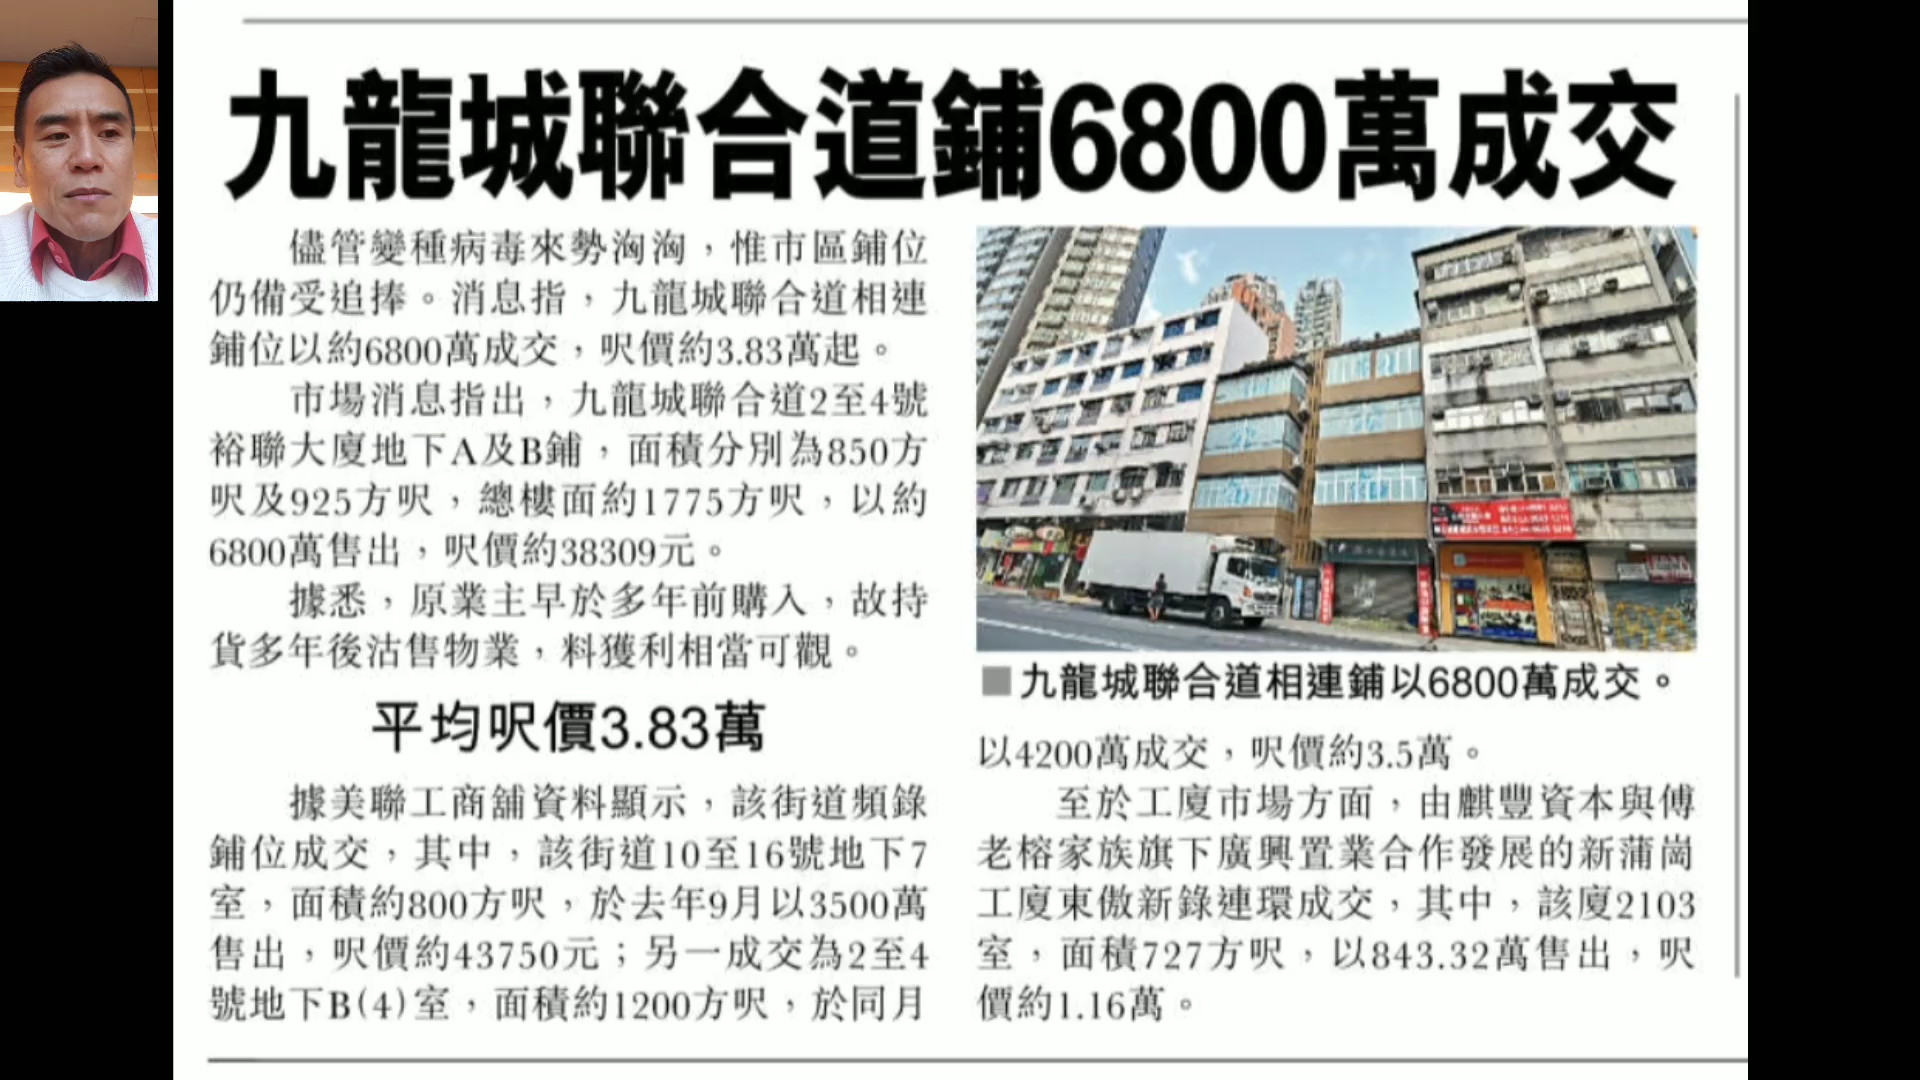 九龍城聯合道鋪6800萬成交
儘管變種病毒來勢洶洶，惟市區鋪位
仍備受追捧。消息指，九龍城聯合道相連
鋪位以約6800萬成交，呎價約3.83萬起。
市場消息指出，九龍城聯合道2至4號
裕聯大廈地下A及B鋪，面積分別為850方
呎及925方呎，總樓面約1775方呎，以約
6800萬售出，呎價約38309元。
據悉，原業主早於多年前購入，故持
貨多年後沽售物業，料獲利相當可觀。
平均呎價3.83萬
據美聯工商舖資料顯示，該街道頻錄
鋪位成交，其中，該街道10至16號地下7
室，面積約800方呎，於去年9月以3500萬
售出，呎價約43750元；另一成交為2至4
號地下B(4)室，面積約1200方呎，於同月
■九龍城聯合道相連鋪以6800萬成交。
以4200萬成交，呎價約3.5萬。
至於工廈市場方面，由麒豐資本與傅
老榕家族旗下廣興置業合作發展的新蒲崗
工廈東傲新錄連環成交，其中，該廈2103
室，面積727方呎，以843.32萬售出，呎
價約1.16萬。